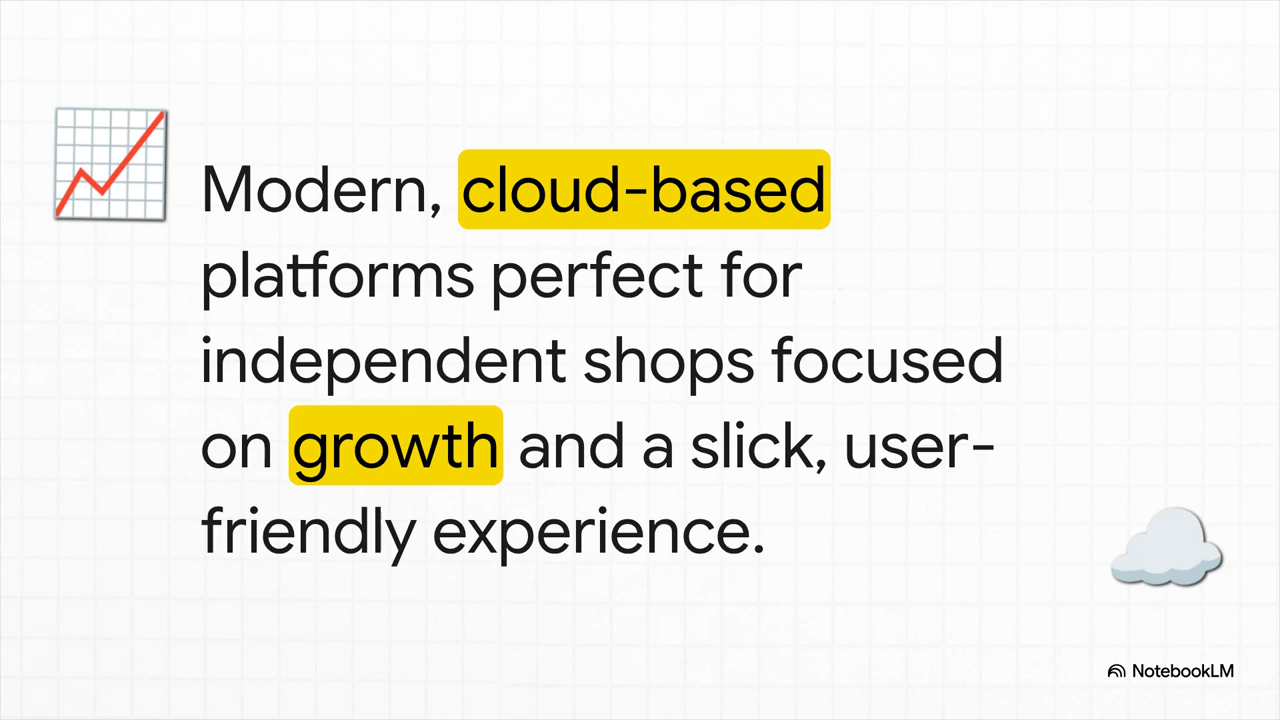 Modern, cloud-based
platforms perfect for
independent shops focused
on growth and a slick, user-
friendly experience.
NotebookLM